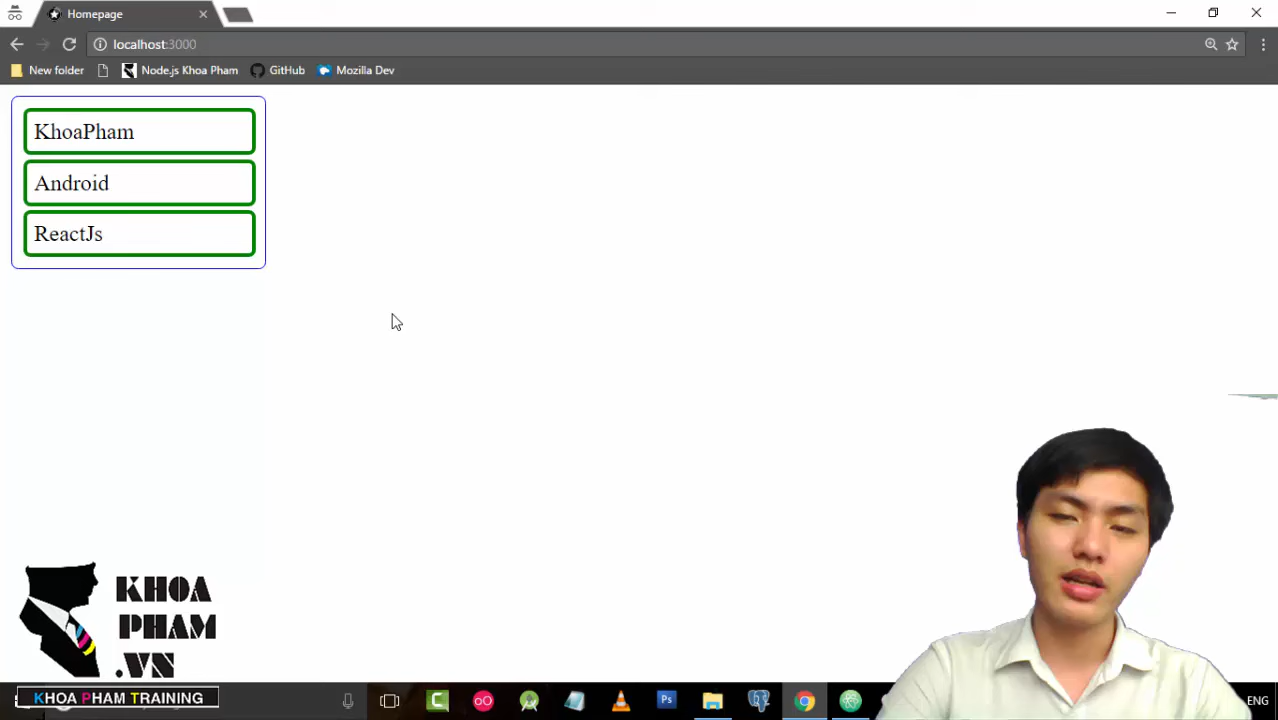 Homepage
localhost:3000
New folder
Node.js Khoa Pham
GitHub
Mozilla Dev
KhoaPham
Android
ReactJs
KHOA
PHAM
.VN
KHOA PHAM TRAINING
Ps
ENG